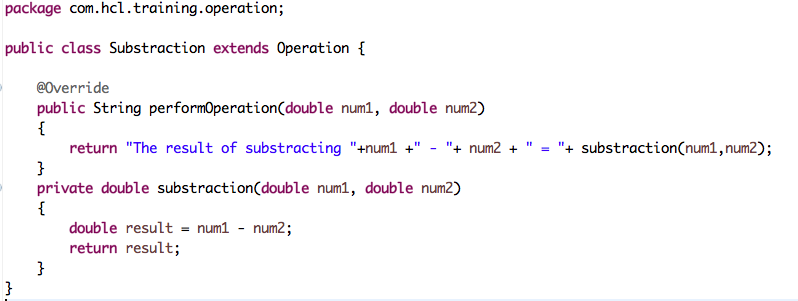 package com.hcl.training.operation;
public class Substraction extends Operation {
@Override
public String performOperation(double num1, double num2)
{
return "The result of substracting "+num1 +" - "+ num2 + " = "+ substraction(num1,num2);
}
private double substraction(double num1, double num2)
{
double result = num1 - num2;
return result;
}
}